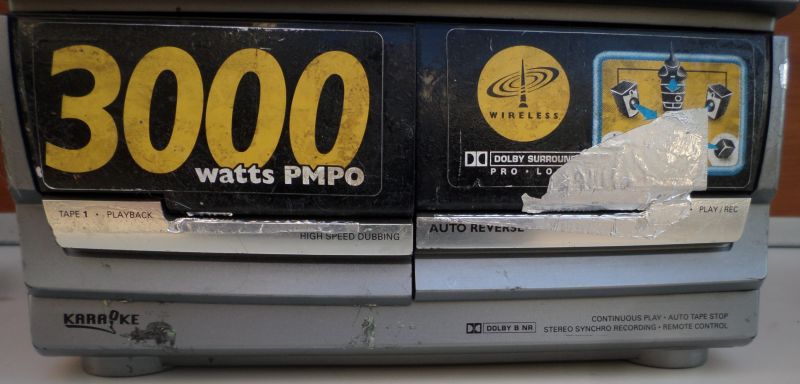 3000
watts PMPO
WIRELESS
DOLBY SURROUND
PRO • LO
TAPE 1 • PLAYBACK
HIGH SPEED DUBBING
AUTO REVERSE
PLAY / REC
KARAOKE
DOLBY B NR
CONTINUOUS PLAY • AUTO TAPE STOP
STEREO SYNCHRO RECORDING • REMOTE CONTROL